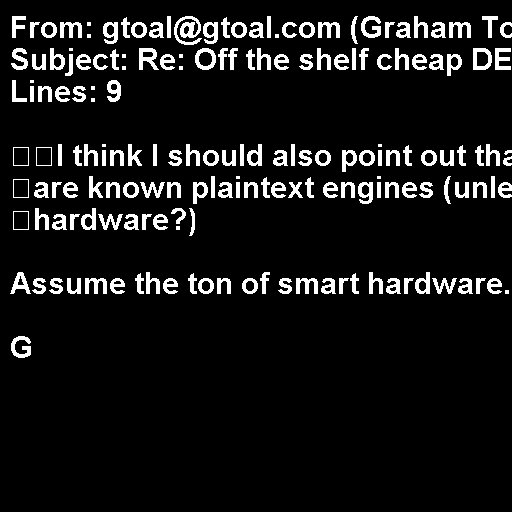 From: gtoal@gtoal.com (Graham To
Subject: Re: Off the shelf cheap DE
Lines: 9
I think I should also point out tha
are known plaintext engines (unle
hardware?)
Assume the ton of smart hardware.
G